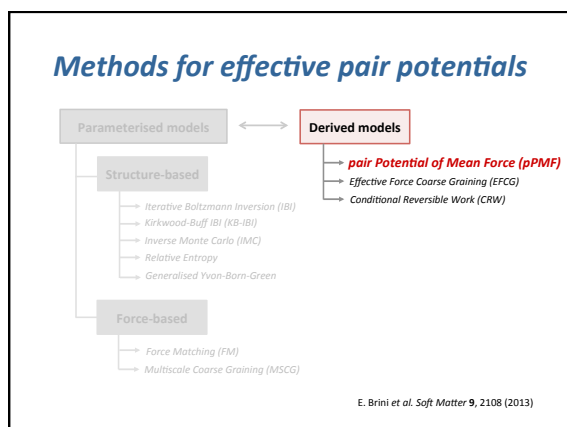 Methods for effective pair potentials
Parameterised models
Derived models
pair Potential of Mean Force (pPMF)
Effective Force Coarse Graining (EFCG)
Conditional Reversible Work (CRW)
Structure-based
Iterative Boltzmann Inversion (IBI)
Kirkwood-Buff IBI (KB-IBI)
Inverse Monte Carlo (IMC)
Relative Entropy
Generalised Yvon-Born-Green
Force-based
Force Matching (FM)
Multiscale Coarse Graining (MSCG)
E. Brini et al. Soft Matter 9, 2108 (2013)